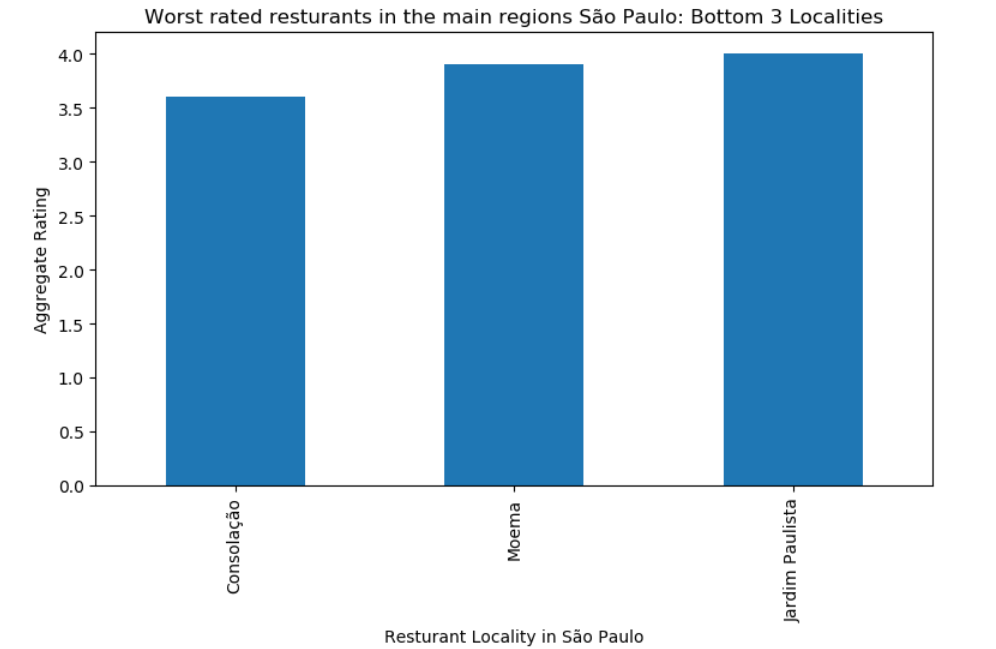 Worst rated resturants in the main regions São Paulo: Bottom 3 Localities
Aggregate Rating
4.0
3.5
3.0
2.5
2.0
1.5
1.0
0.5
0.0
Consolação
Moema
Jardim Paulista
Resturant Locality in São Paulo